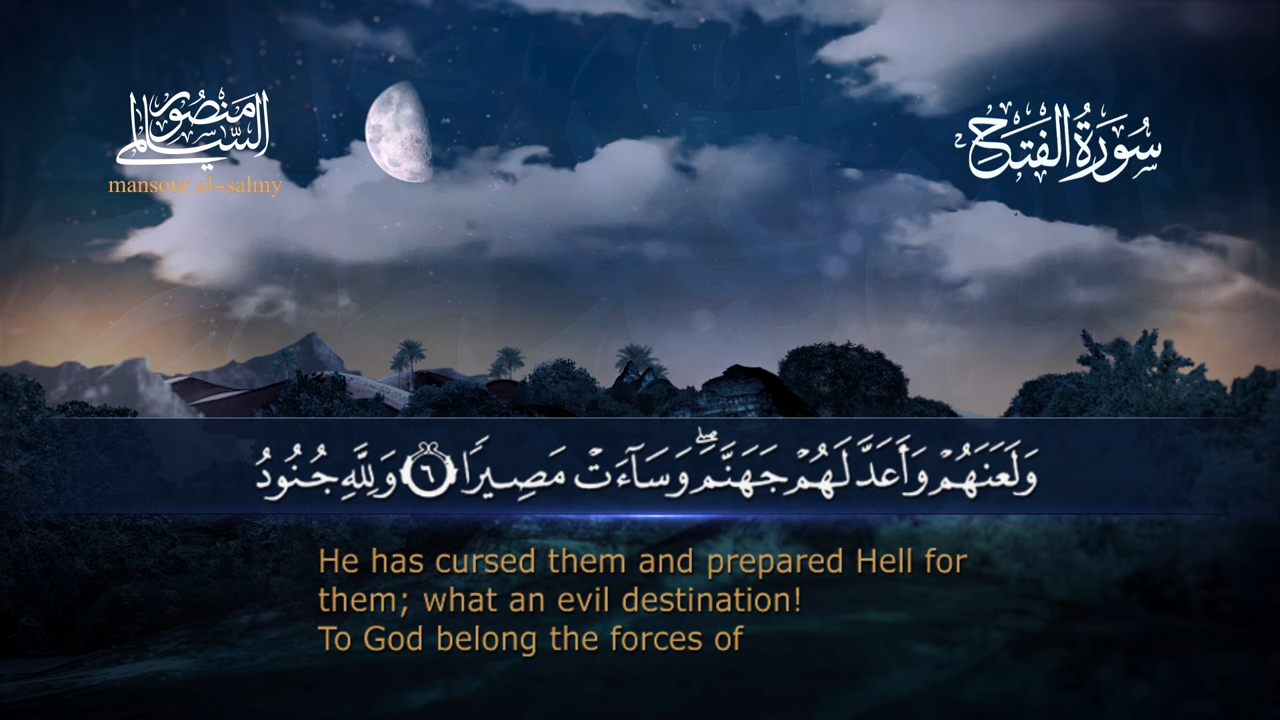 منصور السالمي
mansour al-salmy
سُورَةُ الفَتۡحِ
وَلَعَنَهُمۡ وَأَعَدَّ لَهُمۡ جَهَنَّمَۖ وَسَآءَتۡ مَصِيرٗا ٦ وَلِلَّهِ جُنُودُ
He has cursed them and prepared Hell for
them; what an evil destination!
To God belong the forces of